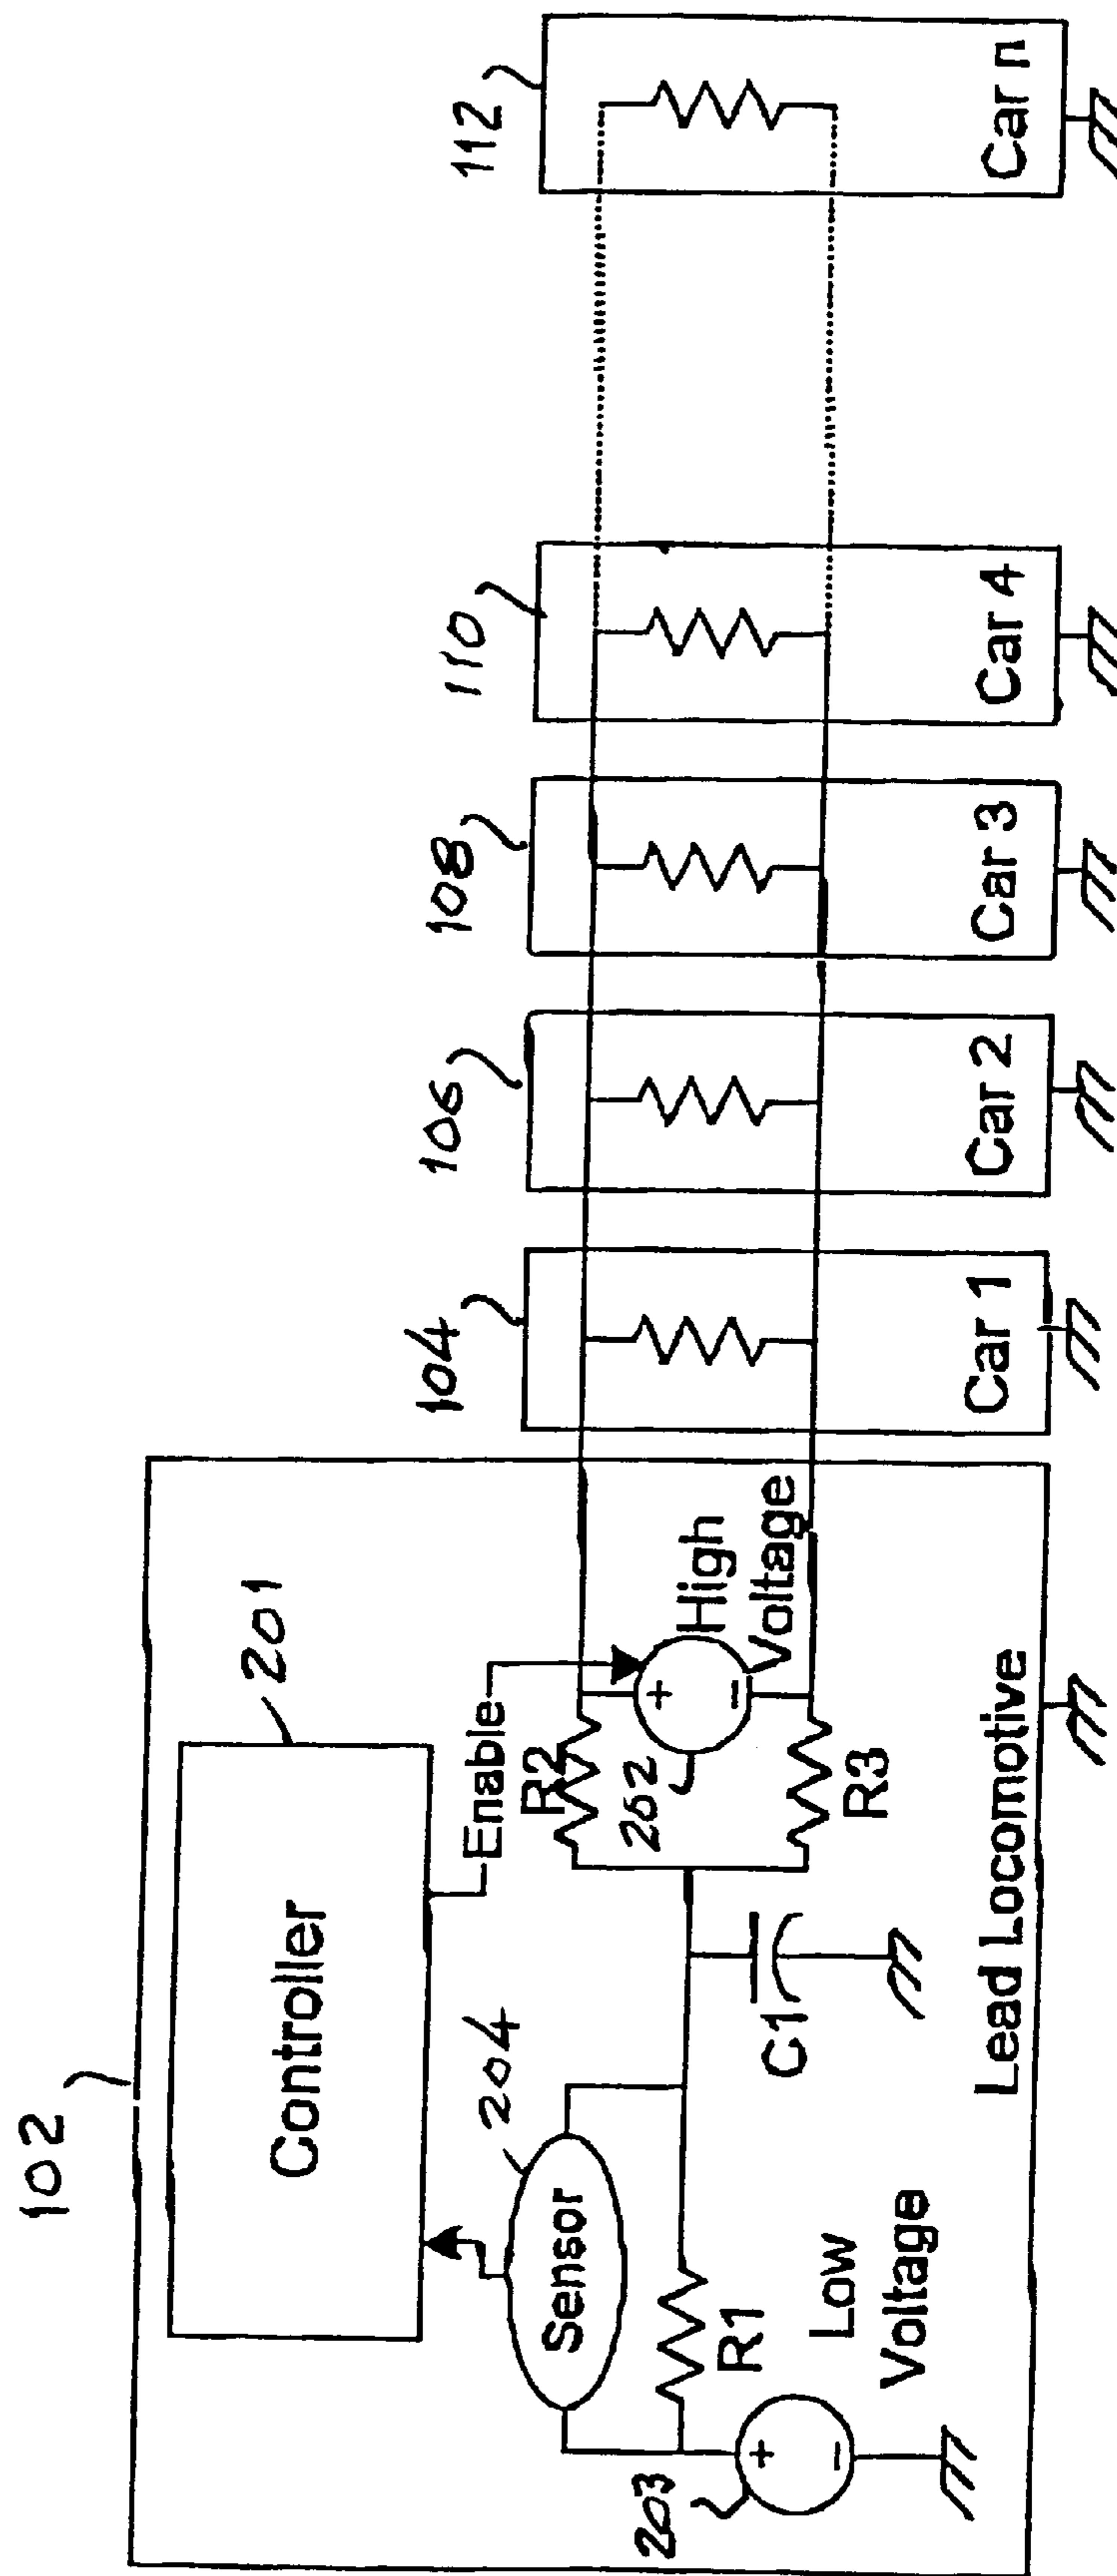 102
Controller
201
Sensor
204
Enable
R1
R2
R3
C1
203
Low
Voltage
202
High
Voltage
Lead Locomotive
104
Car 1
106
Car 2
108
Car 3
110
Car 4
112
Car n
+
−
+
−